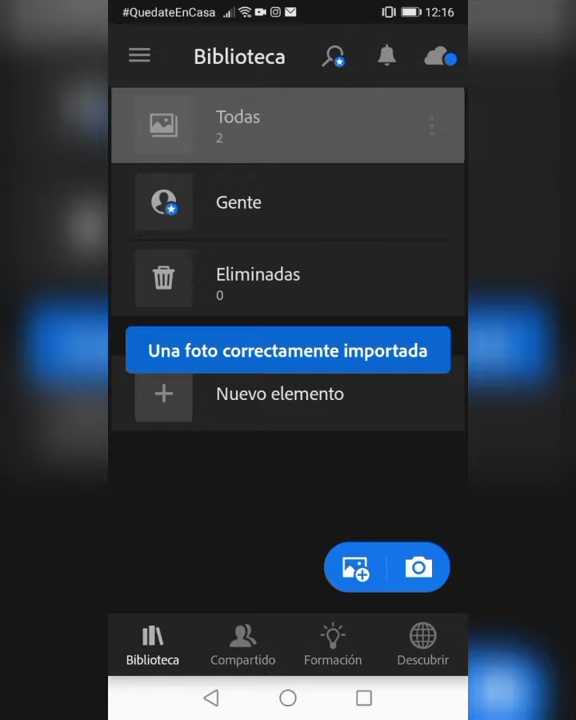 #QuedateEnCasa 12:16
Biblioteca
Todas
2
Gente
Eliminadas
0
Una foto correctamente importada
Nuevo elemento
Biblioteca Compartido Formación Descubrir